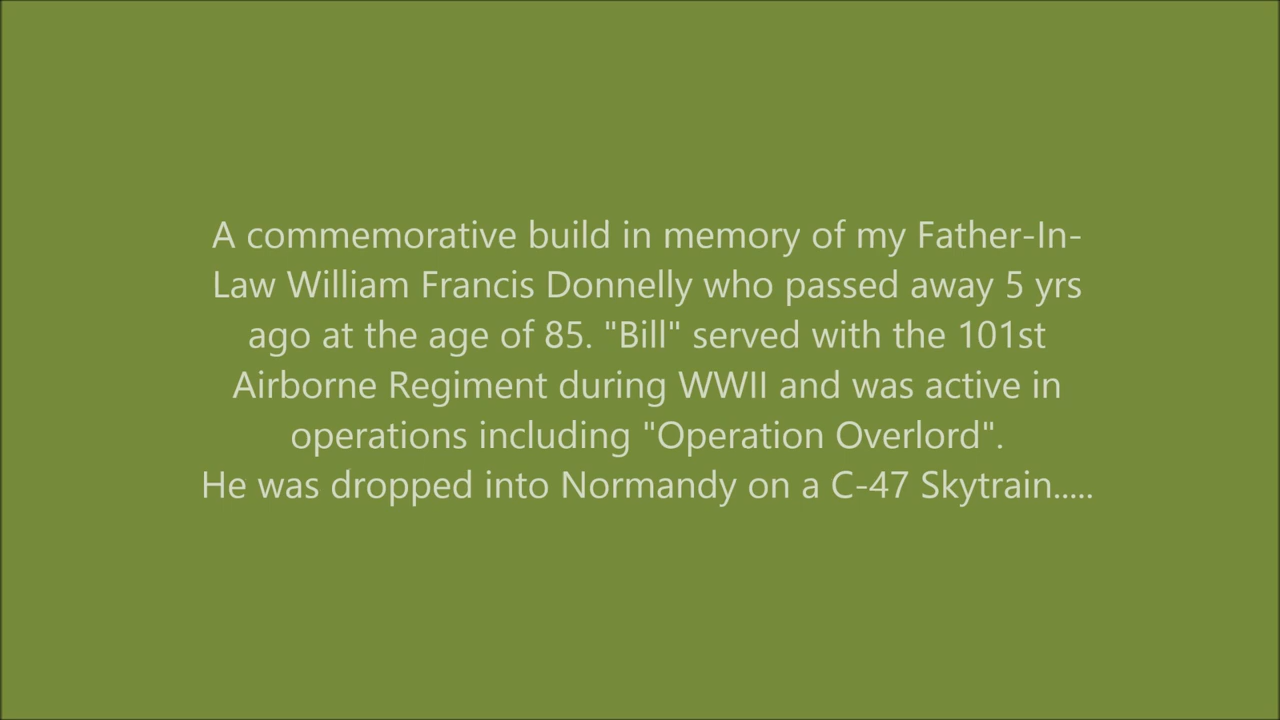 A commemorative build in memory of my Father-In-
Law William Francis Donnelly who passed away 5 yrs
ago at the age of 85. "Bill" served with the 101st
Airborne Regiment during WWII and was active in
operations including "Operation Overlord".
He was dropped into Normandy on a C-47 Skytrain.....